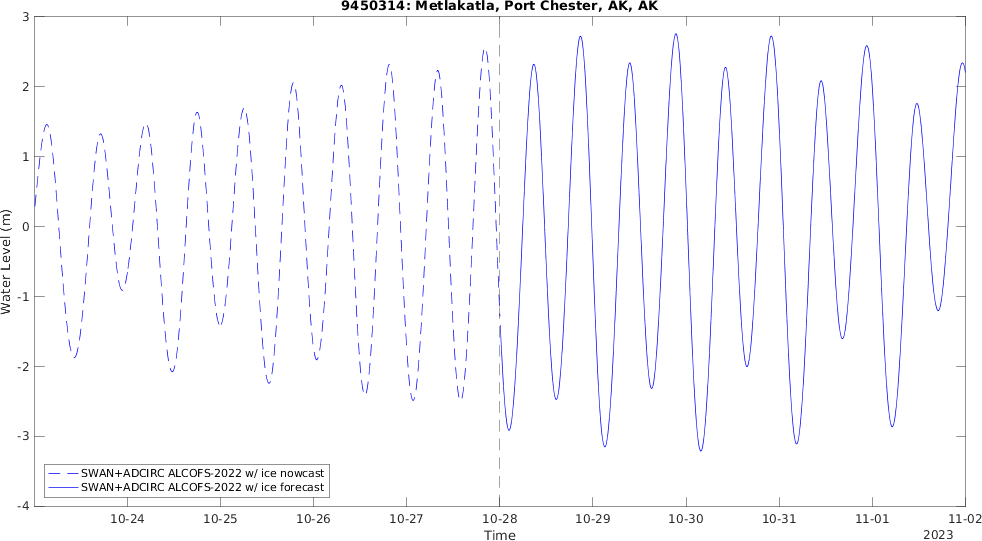 9450314: Metlakatla, Port Chester, AK, AK
3
2
1
0
-1
-2
-3
-4
Water Level (m)
SWAN+ADCIRC ALCOFS-2022 w/ ice nowcast
SWAN+ADCIRC ALCOFS-2022 w/ ice forecast
10-24 10-25 10-26 10-27 10-28 10-29 10-30 10-31 11-01 11-02
Time
2023